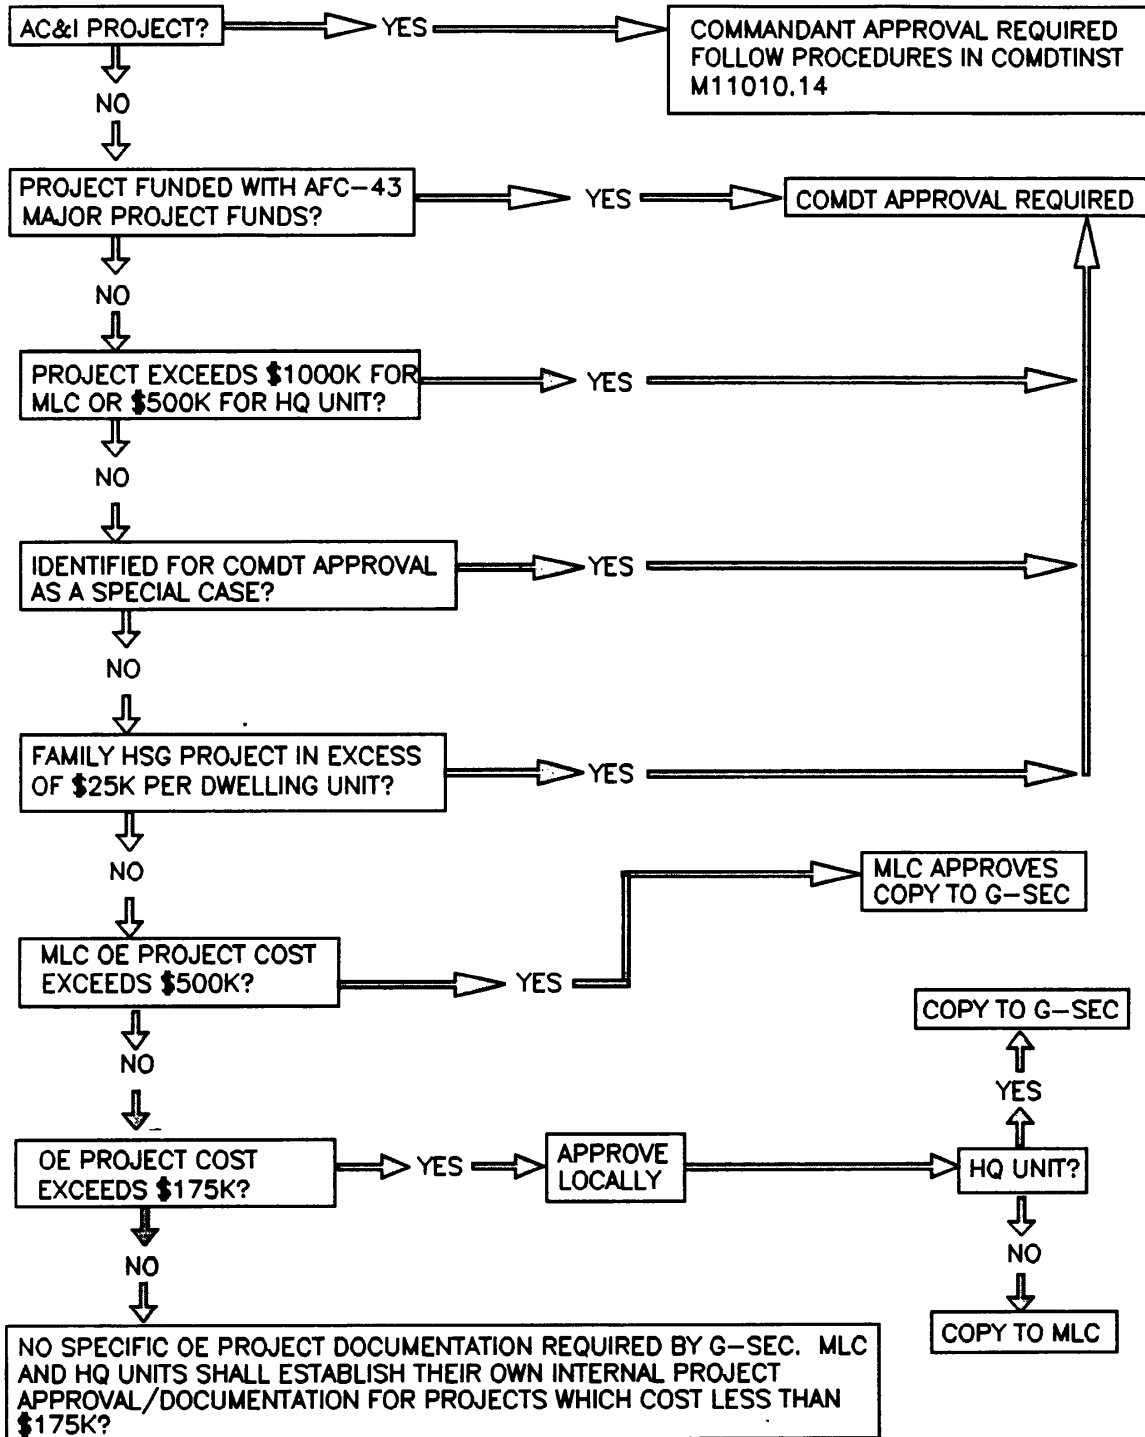 AC&I PROJECT?
YES
COMMANDANT APPROVAL REQUIRED
FOLLOW PROCEDURES IN COMDTINST
M11010.14
NO
PROJECT FUNDED WITH AFC-43
MAJOR PROJECT FUNDS?
YES
COMDT APPROVAL REQUIRED
NO
PROJECT EXCEEDS $1000K FOR
MLC OR $500K FOR HQ UNIT?
YES
NO
IDENTIFIED FOR COMDT APPROVAL
AS A SPECIAL CASE?
YES
NO
FAMILY HSG PROJECT IN EXCESS
OF $25K PER DWELLING UNIT?
YES
NO
MLC APPROVES
COPY TO G-SEC
MLC OE PROJECT COST
EXCEEDS $500K?
YES
NO
COPY TO G-SEC
YES
OE PROJECT COST
EXCEEDS $175K?
YES
APPROVE
LOCALLY
HQ UNIT?
NO
NO
COPY TO MLC
NO SPECIFIC OE PROJECT DOCUMENTATION REQUIRED BY G-SEC. MLC
AND HQ UNITS SHALL ESTABLISH THEIR OWN INTERNAL PROJECT
APPROVAL/DOCUMENTATION FOR PROJECTS WHICH COST LESS THAN
$175K?